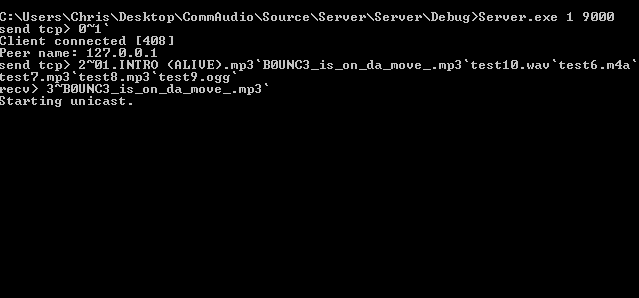 C:\Users\Chris\Desktop\CommAudio\Source\Server\Server\Debug>Server.exe 1 9000
send tcp> 0~1`
Client connected [408]
Peer name: 127.0.0.1
send tcp> 2~01.INTRO (ALIVE).mp3`B0UNC3_is_on_da_move_.mp3`test10.wav`test6.m4a`
test7.mp3`test8.mp3`test9.ogg`
recv> 3~B0UNC3_is_on_da_move_.mp3`
Starting unicast.